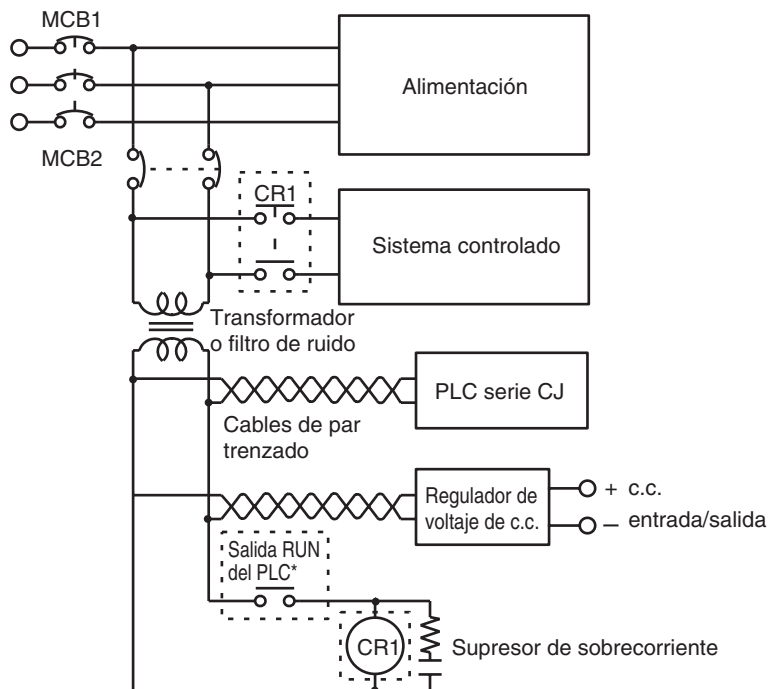 MCB1
Alimentación
MCB2
CR1
Sistema controlado
Transformador
o filtro de ruido
PLC serie CJ
Cables de par
trenzado
Regulador de
voltaje de c.c.
+ c.c.
– entrada/salida
Salida RUN
del PLC*
CR1
Supresor de sobrecorriente